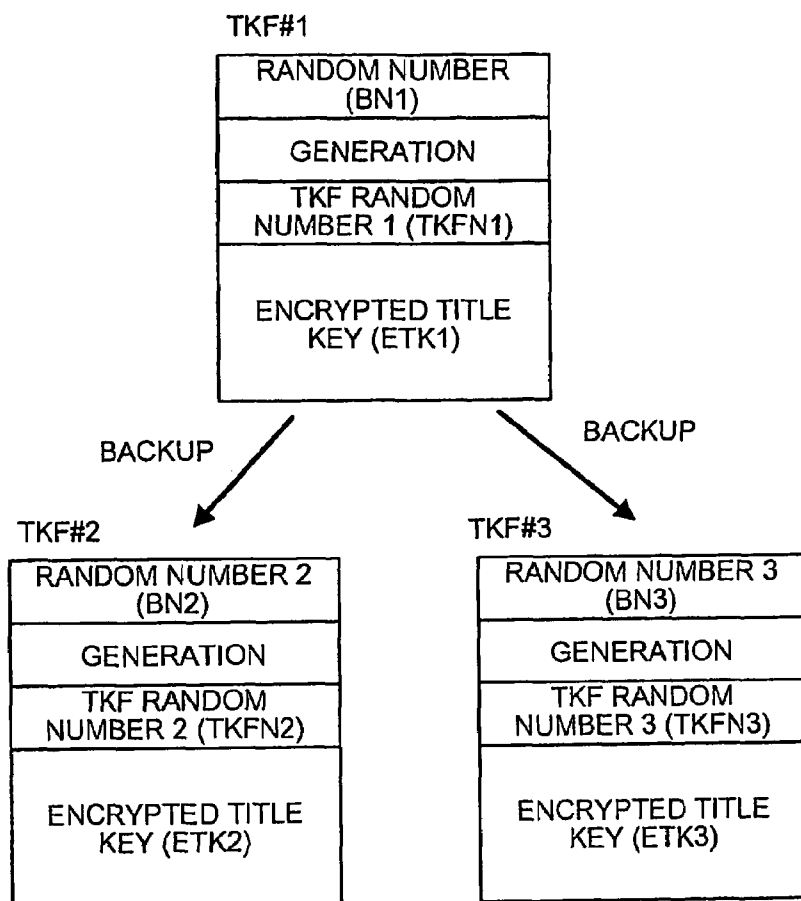 TKF#1
RANDOM NUMBER
(BN1)
GENERATION
TKF RANDOM
NUMBER 1 (TKFN1)
ENCRYPTED TITLE
KEY (ETK1)
BACKUP
BACKUP
TKF#2
RANDOM NUMBER 2
(BN2)
GENERATION
TKF RANDOM
NUMBER 2 (TKFN2)
ENCRYPTED TITLE
KEY (ETK2)
TKF#3
RANDOM NUMBER 3
(BN3)
GENERATION
TKF RANDOM
NUMBER 3 (TKFN3)
ENCRYPTED TITLE
KEY (ETK3)